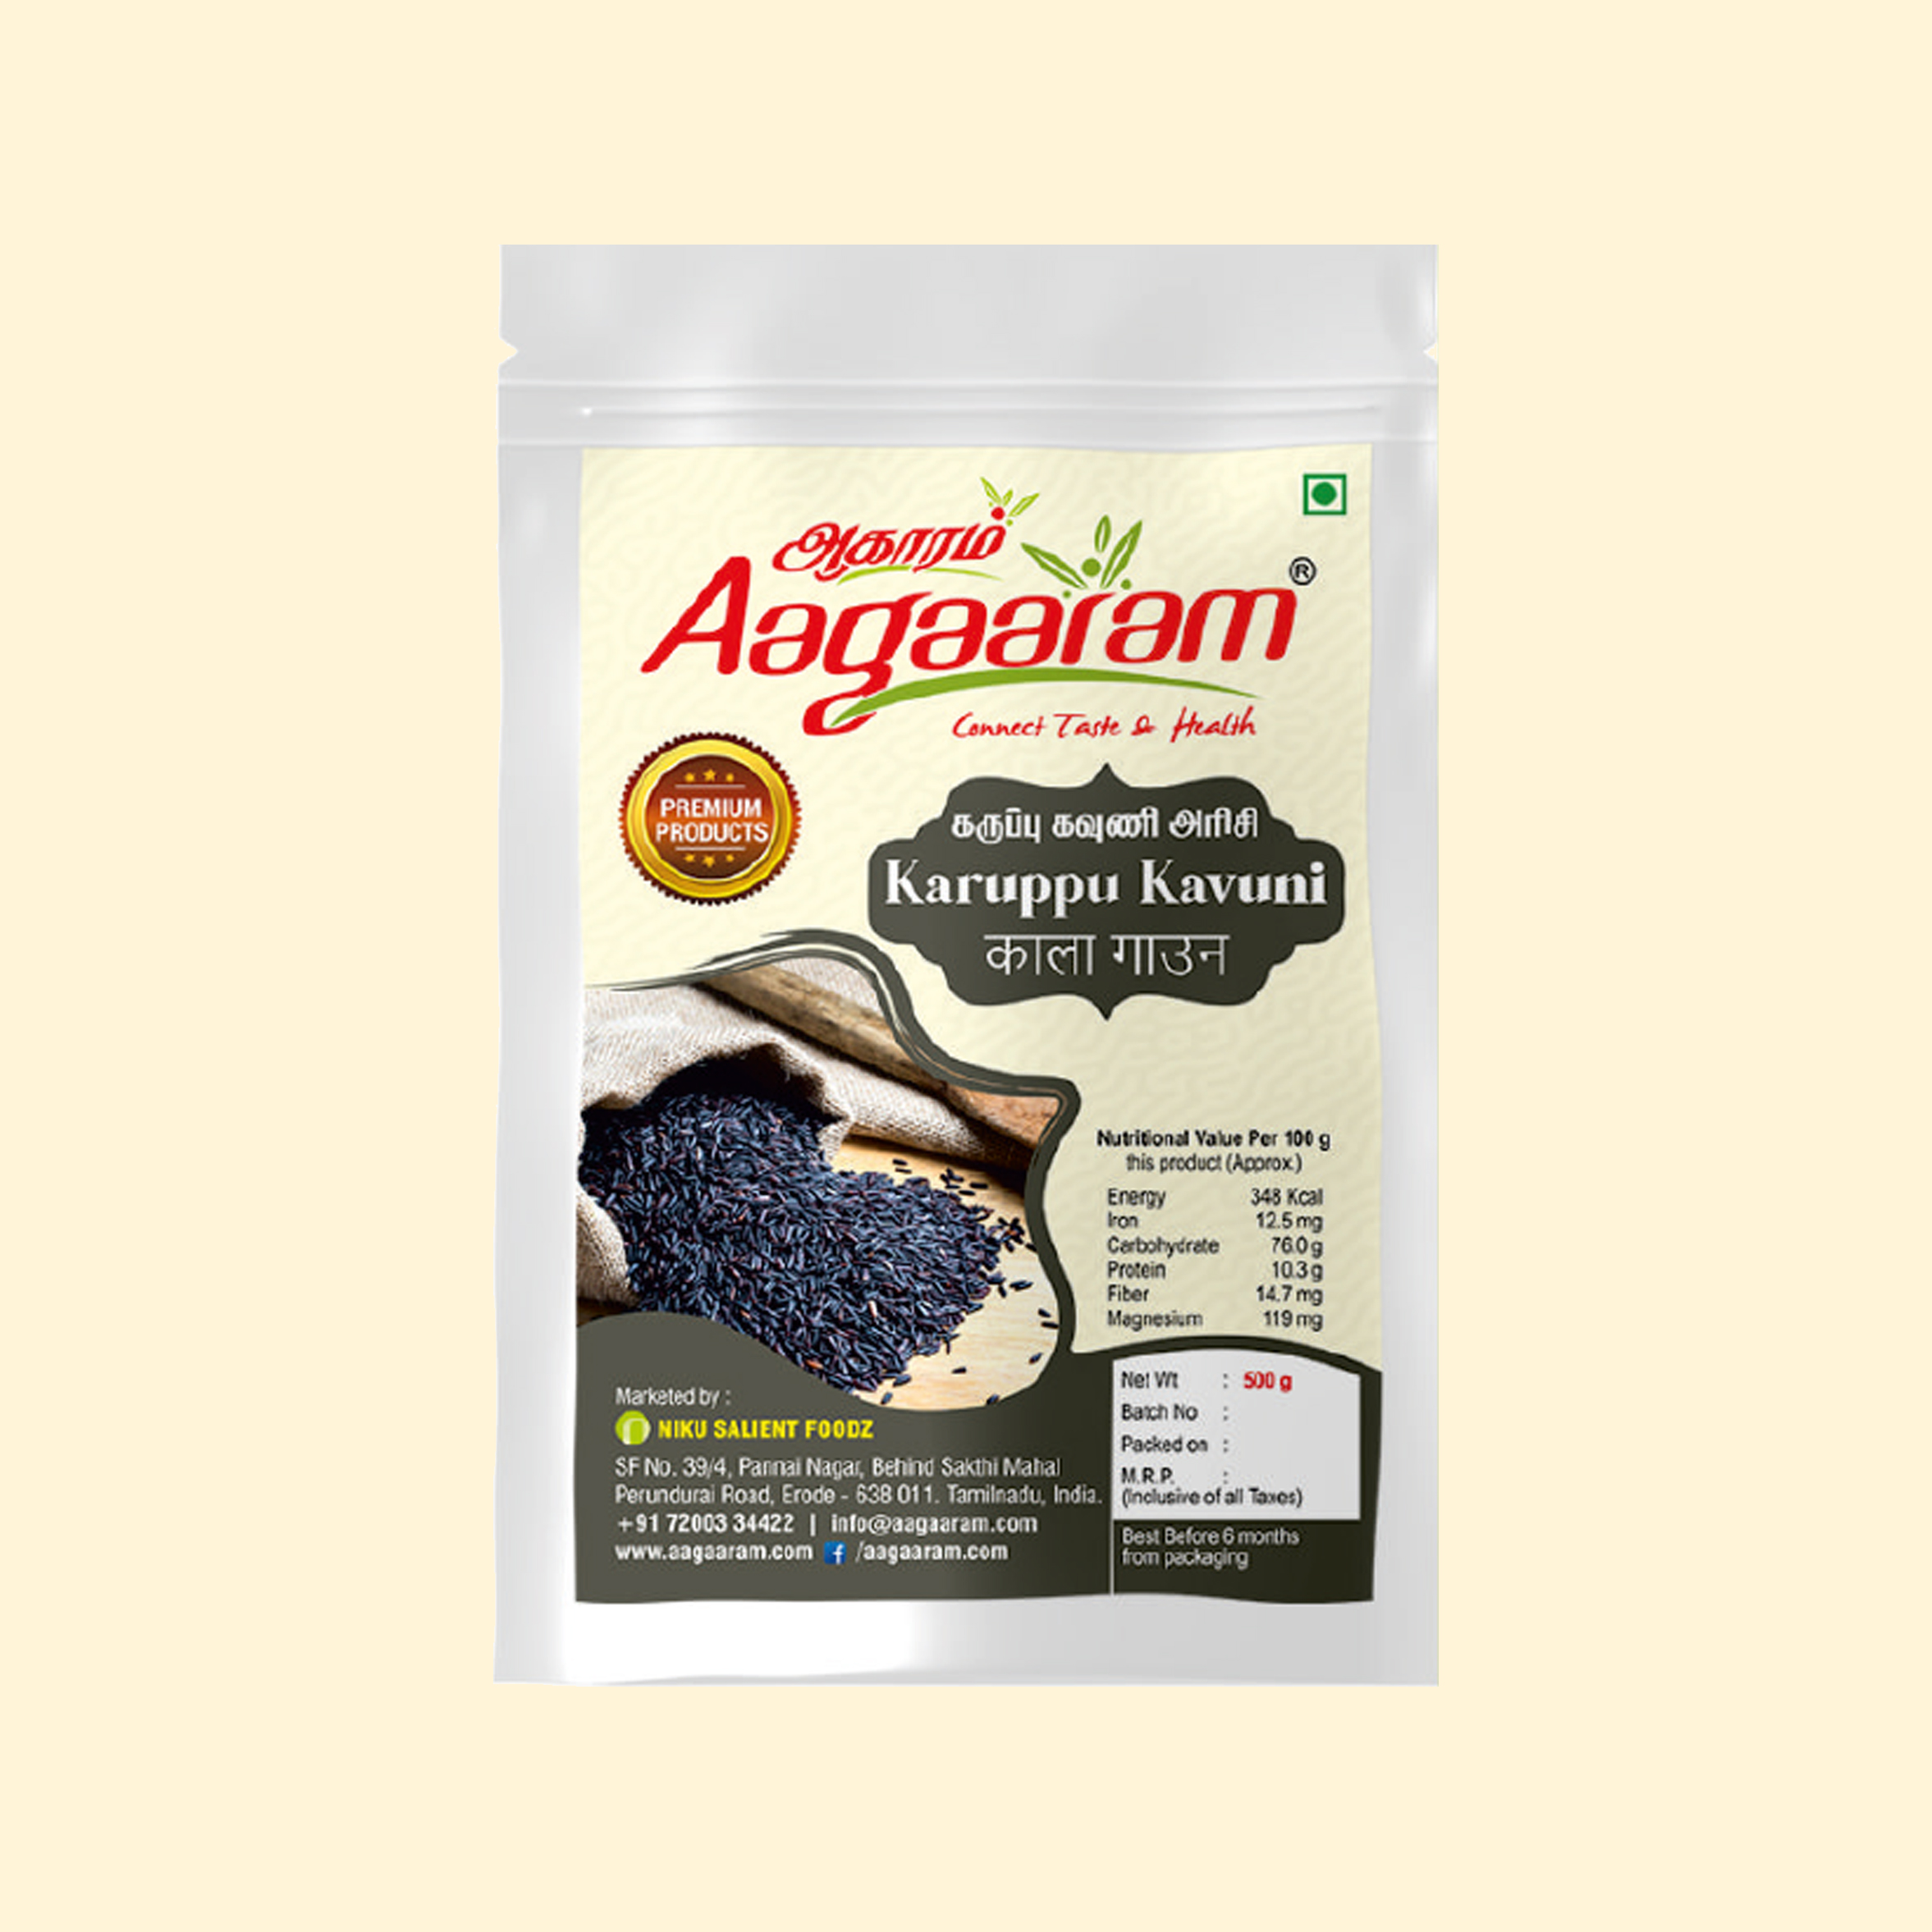 ஆகாரம்
Aagaaram ®
Connect Taste & Health
PREMIUM
PRODUCTS
கருப்பு கவுணி அரிசி
Karuppu Kavuni
काला गाउन
Nutritional Value Per 100 g
this product (Approx.)
Energy 348 Kcal
Iron 12.5 mg
Carbohydrate 76.0 g
Protein 10.3 g
Fiber 14.7 mg
Magnesium 119 mg
Marketed by :
NIKU SALIENT FOODZ
SF No. 39/4, Pannai Nagar, Behind Sakthi Mahal
Perundurai Road, Erode - 638 011. Tamilnadu, India.
+91 72003 34422 | info@aagaaram.com
www.aagaaram.com f /aagaaram.com
Net Wt : 500 g
Batch No :
Packed on :
M.R.P. :
(Inclusive of all Taxes)
Best Before 6 months
from packaging